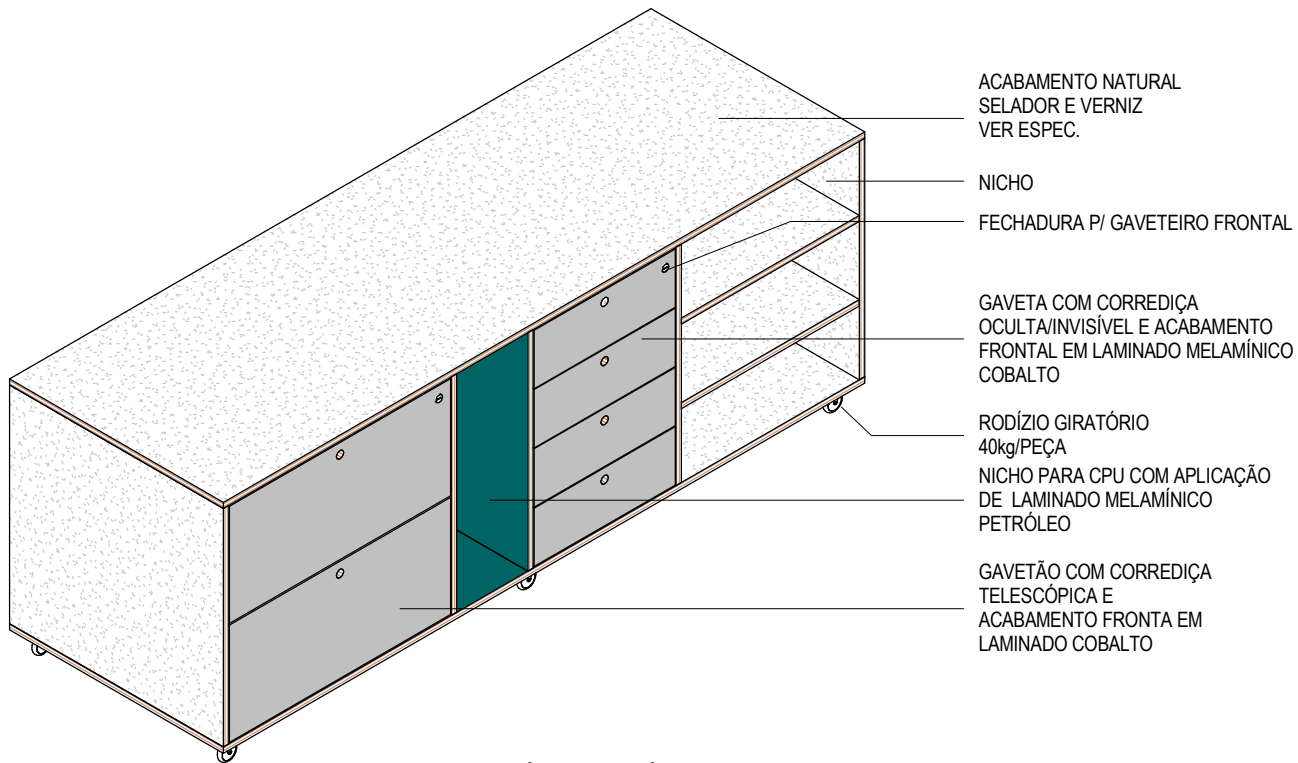 ACABAMENTO NATURAL
SELADOR E VERNIZ
VER ESPEC.
NICHO
FECHADURA P/ GAVETEIRO FRONTAL
GAVETA COM CORREDIÇA
OCULTA/INVISÍVEL E ACABAMENTO
FRONTAL EM LAMINADO MELAMÍNICO
COBALTO
RODÍZIO GIRATÓRIO
40kg/PEÇA
NICHO PARA CPU COM APLICAÇÃO
DE LAMINADO MELAMÍNICO
PETRÓLEO
GAVETÃO COM CORREDIÇA
TELESCÓPICA E
ACABAMENTO FRONTA EM
LAMINADO COBALTO